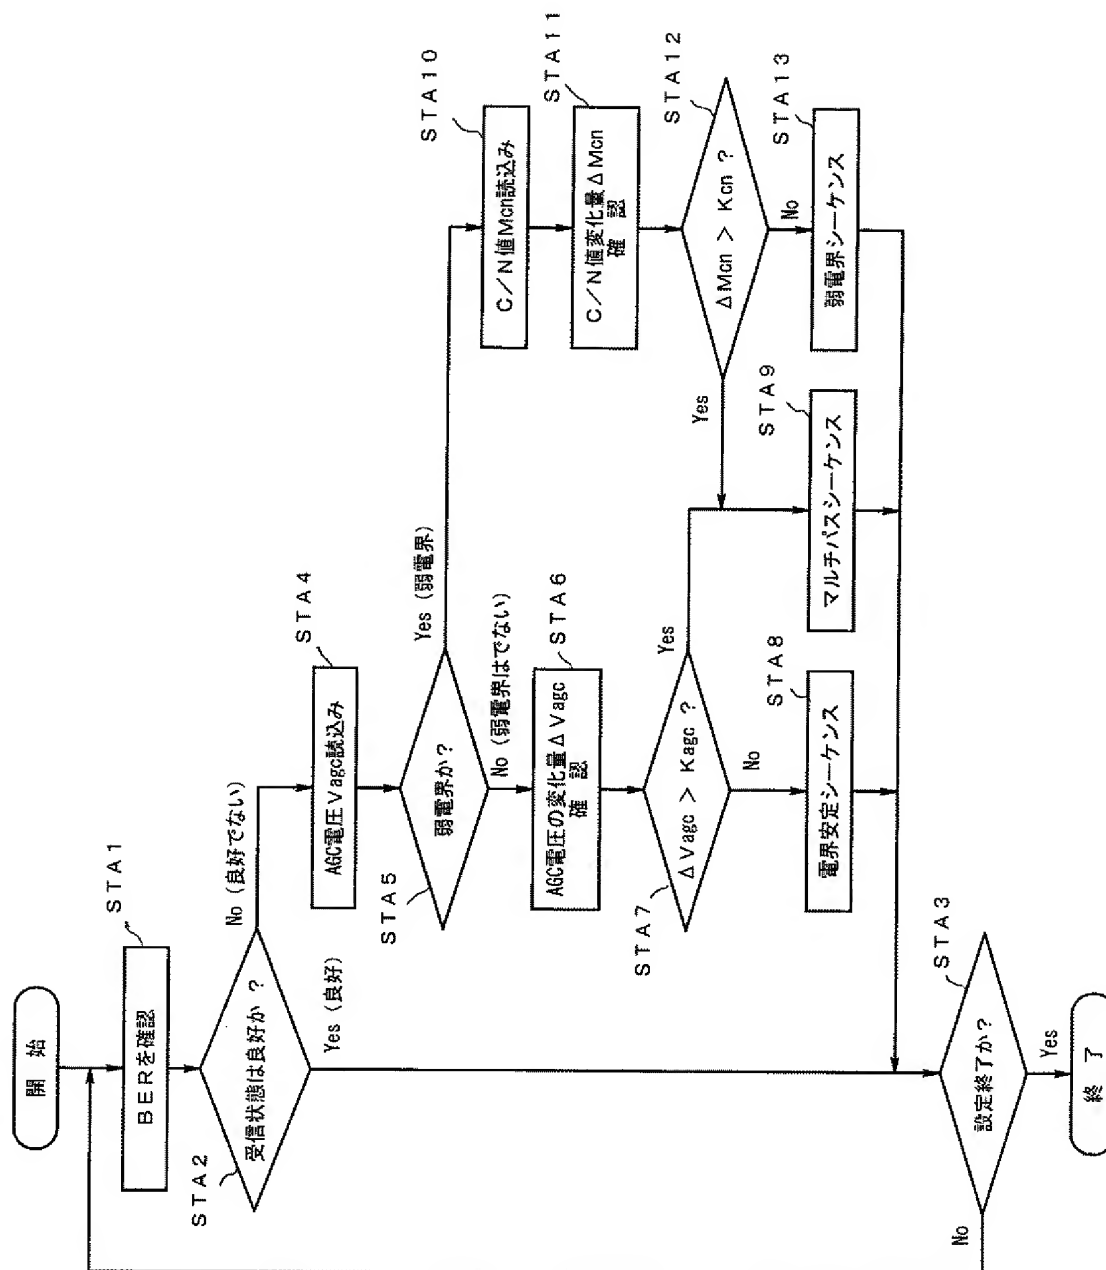 開 始
STA1
BERを確認
STA2
受信状態は良好か ?
No (良好でない)
Yes (良好)
STA4
AGC電圧Vagc読込み
STA5
弱電界か?
Yes (弱電界)
No (弱電界はでない)
STA6
AGC電圧の変化量ΔVagc
確 認
STA7
ΔVagc > Kagc ?
Yes
No
STA8
電界安定シーケンス
STA9
マルチパスシーケンス
STA10
C/N値Mcn読込み
STA11
C/N値変化量ΔMcn
確 認
STA12
ΔMcn > Kcn ?
Yes
No
STA13
弱電界シーケンス
STA3
設定終了か?
No
Yes
終 了